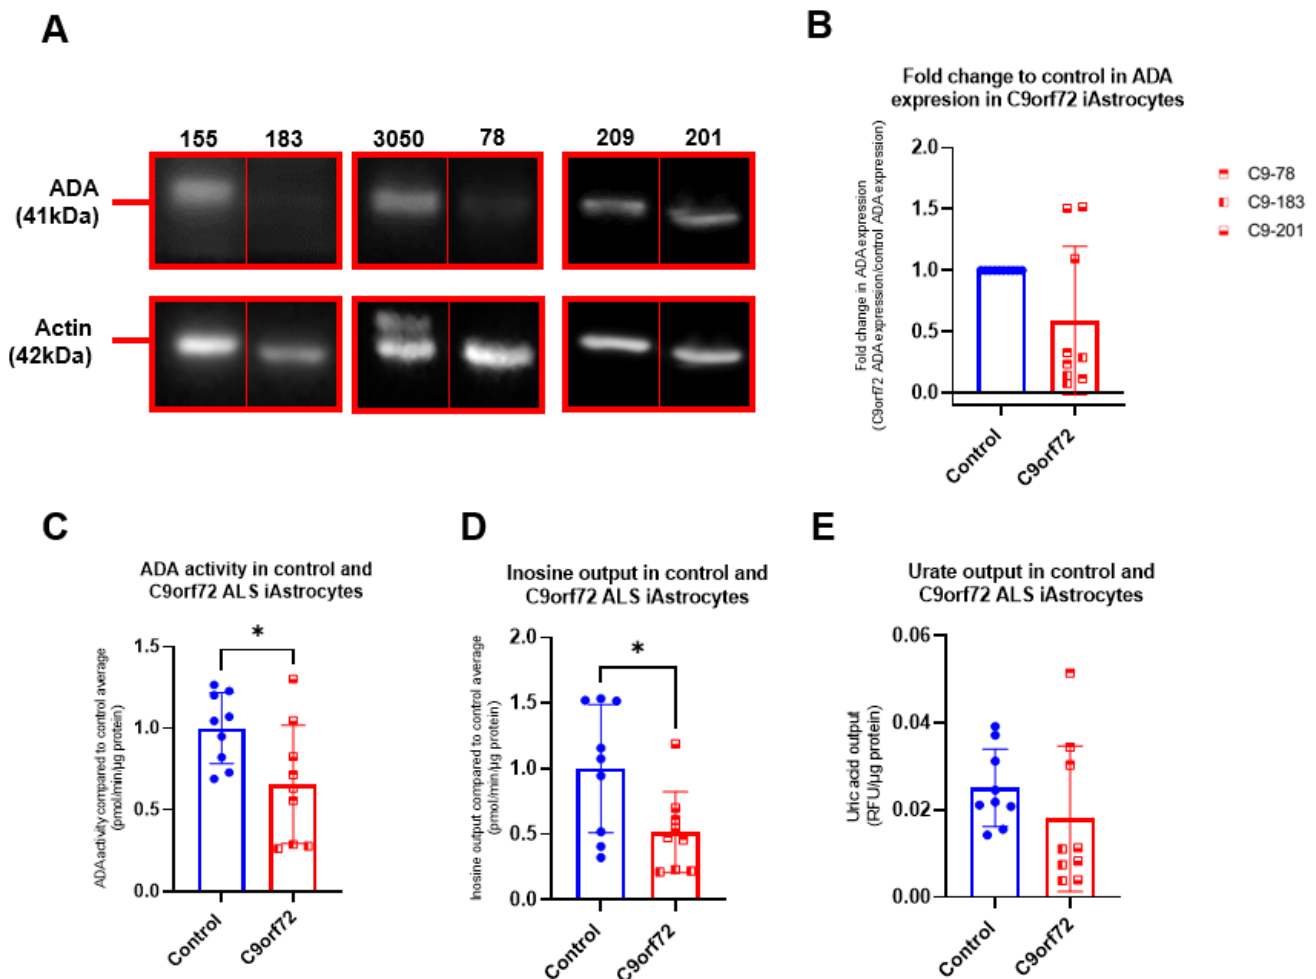 A
155 183 3050 78 209 201
ADA
(41kDa)
Actin
(42kDa)
B
Fold change to control in ADA
expresion in C9orf72 iAstrocytes
Fold change in ADA expression
(C9orf72 ADA expression/control ADA expression)
2.0
1.5
1.0
0.5
0.0
Control
C9orf72
C9-78
C9-183
C9-201
C
ADA activity in control and
C9orf72 ALS iAstrocytes
ADA activity compared to control average
(pmol/min/µg protein)
1.5
1.0
0.5
0.0
*
Control
C9orf72
D
Inosine output in control and
C9orf72 ALS iAstrocytes
Inosine output compared to control average
(pmol/min/µg protein)
2.0
1.5
1.0
0.5
0.0
*
Control
C9orf72
E
Urate output in control and
C9orf72 ALS iAstrocytes
Uric acid output
(RFU/µg protein)
0.06
0.04
0.02
0.00
Control
C9orf72